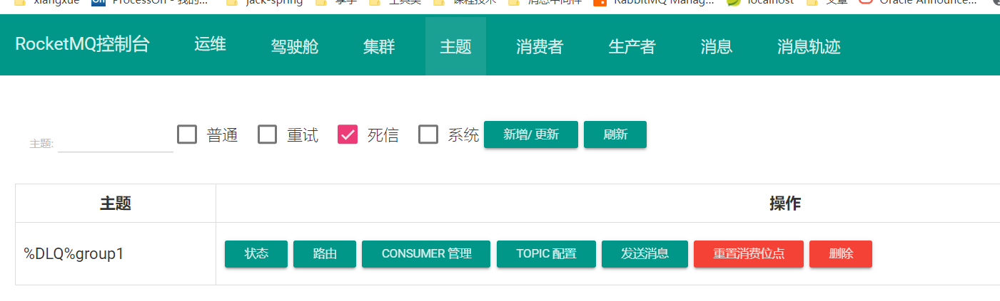 xiangxue ProcessOn - 我的... jack-spring 享学 工具类 课程技术 消息中间件 RabbitMQ Manag... localhost 文章 Oracle Announce...
RocketMQ控制台 运维 驾驶舱 集群 主题 消费者 生产者 消息 消息轨迹
主题: 普通 重试 死信 系统 新增/ 更新 刷新
主题 操作
%DLQ%group1 状态 路由 CONSUMER 管理 TOPIC 配置 发送消息 重置消费位点 删除